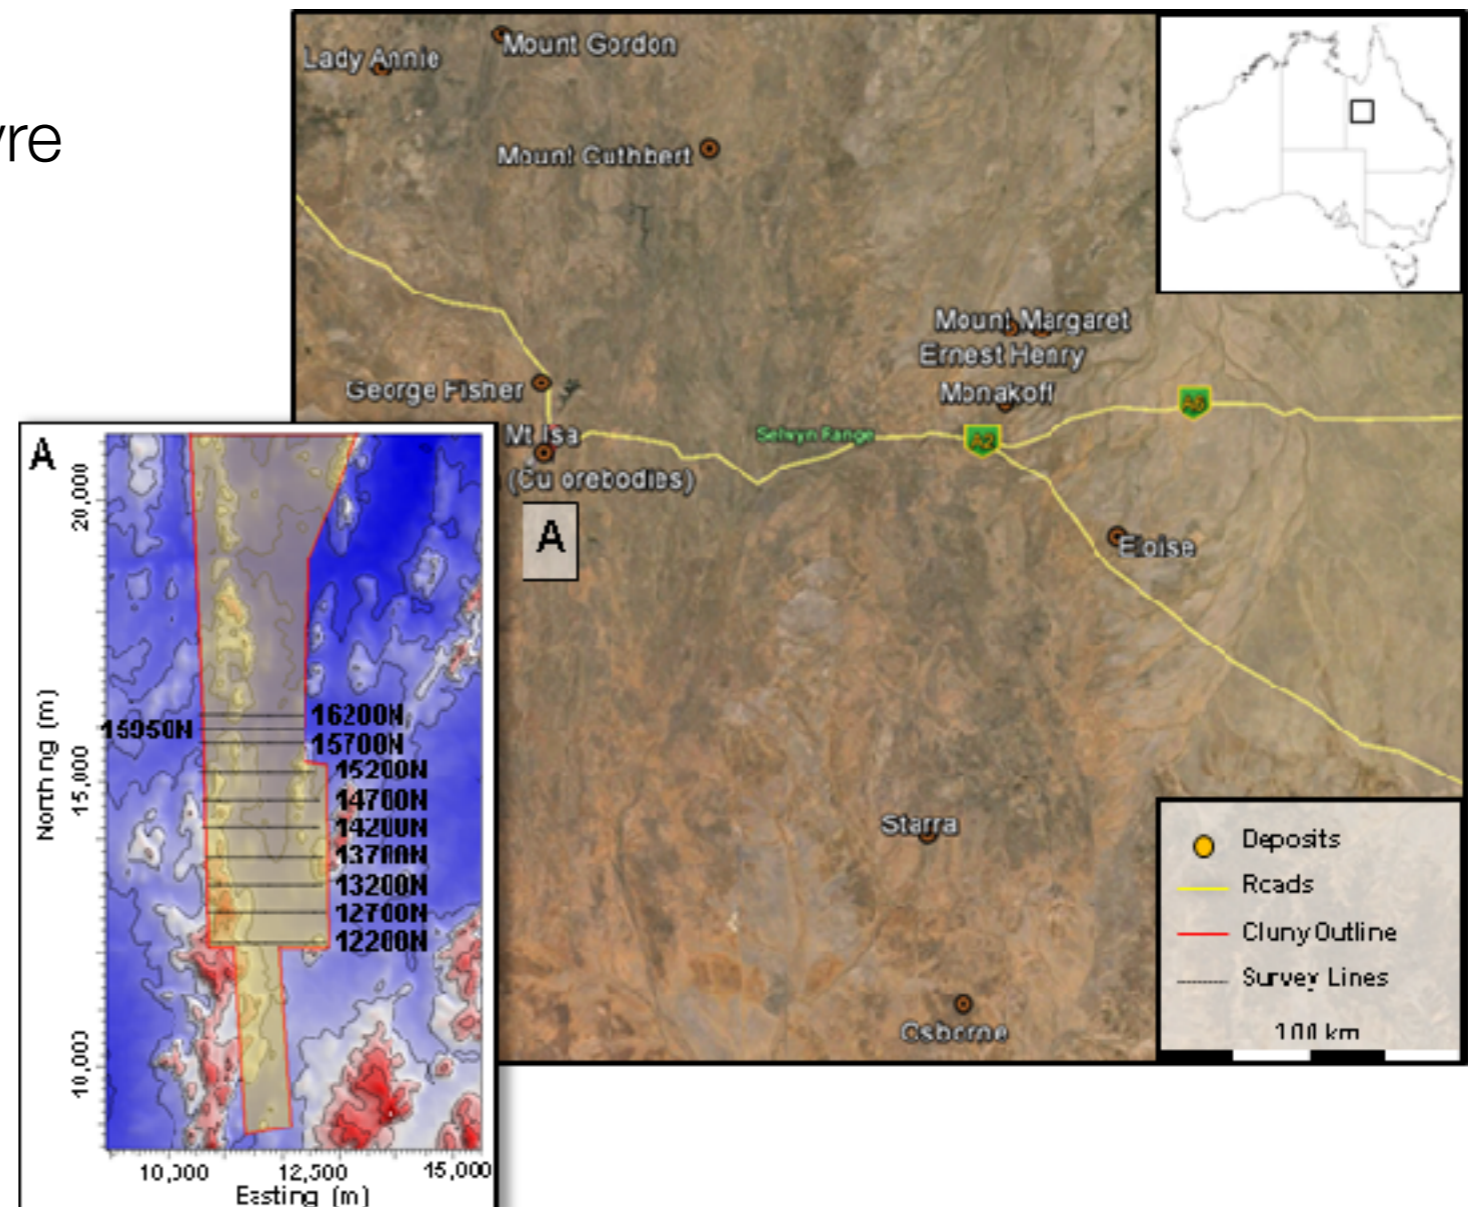 yre
Lady Annie
Mount Gordon
Mount Cuthbert
Mount Margaret
Ernest Henry
Monakoff
George Fisher
A6
Mt Isa
Selwyn Range
A2
(Cu orebodies)
A
Eloise
Starra
Osborne
Deposits
Roads
Cluny Outline
Survey Lines
100 km
A
20,000
15,000
10,000
Northing (m)
15950N
16200N
15700N
15200N
14700N
14200N
13700N
13200N
12700N
12200N
10,000
12,500
15,000
Easting (m)